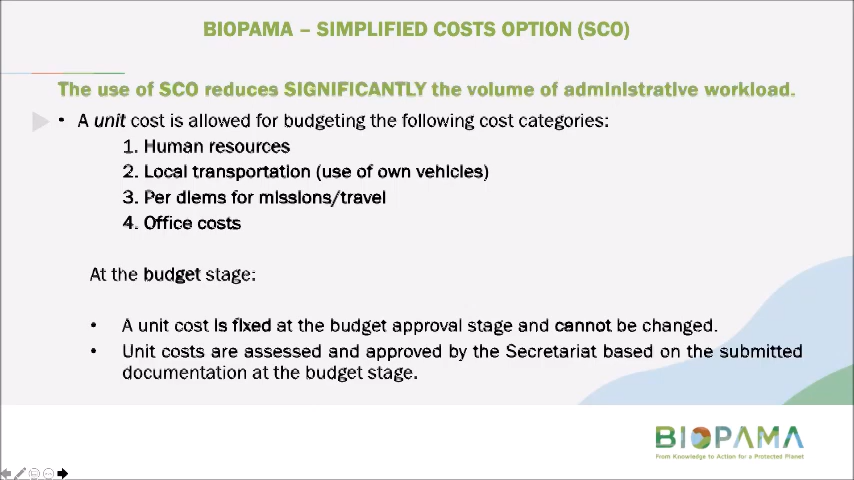 BIOPAMA – SIMPLIFIED COSTS OPTION (SCO)
The use of SCO reduces SIGNIFICANTLY the volume of administrative workload.
• A unit cost is allowed for budgeting the following cost categories:
1. Human resources
2. Local transportation (use of own vehicles)
3. Per diems for missions/travel
4. Office costs
At the budget stage:
• A unit cost is fixed at the budget approval stage and cannot be changed.
• Unit costs are assessed and approved by the Secretariat based on the submitted
documentation at the budget stage.
BIOPAMA
From Knowledge to Action for a Protected Planet